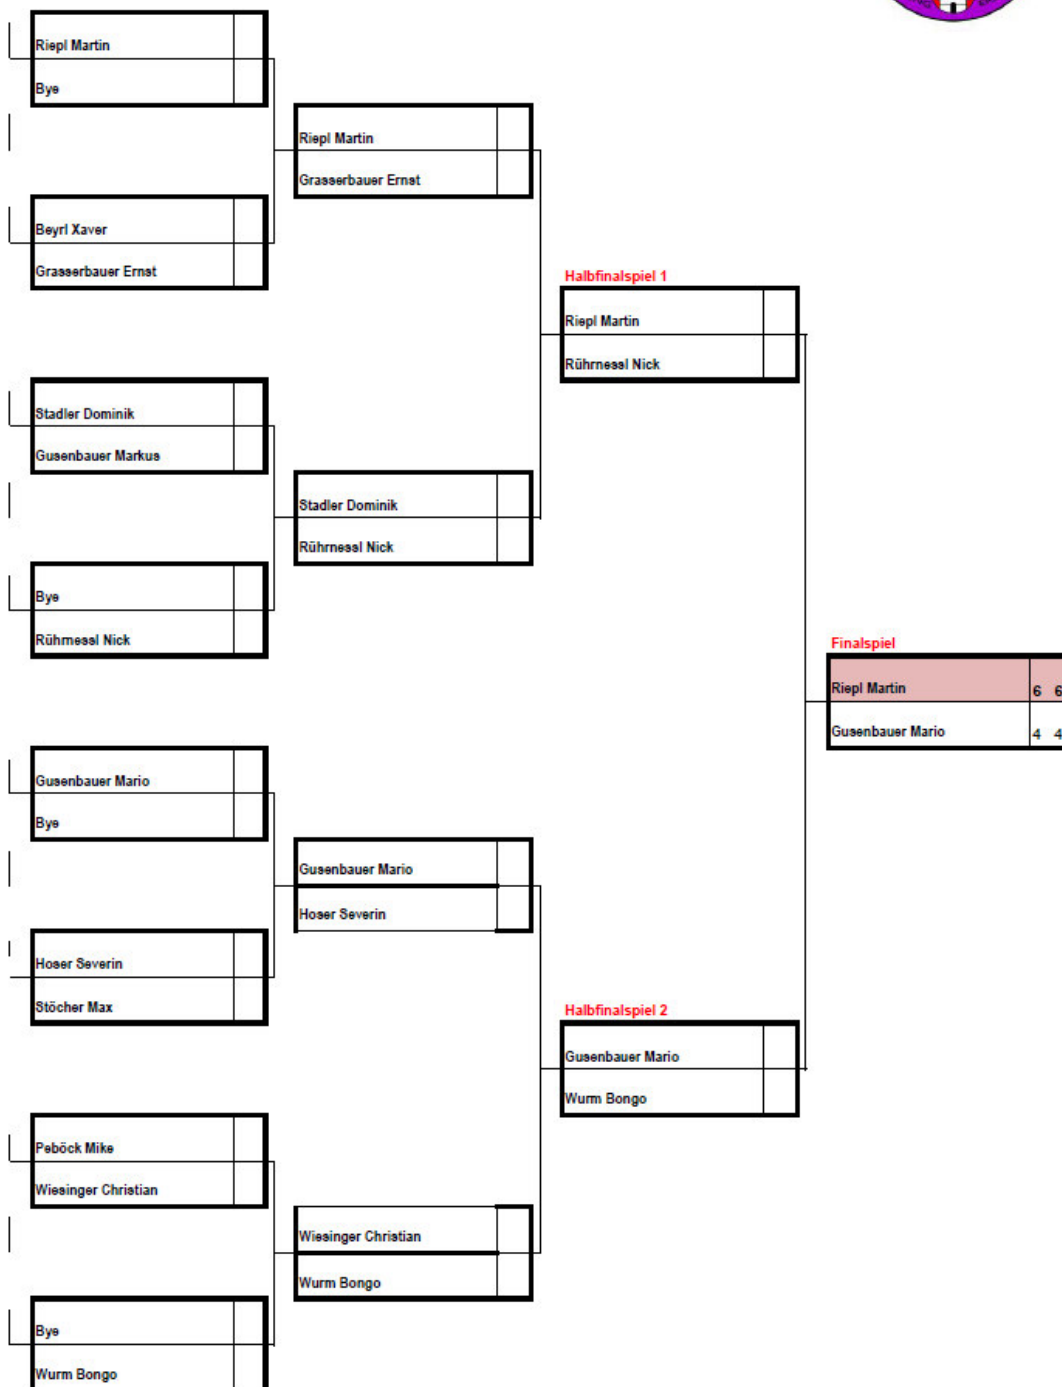 Riepl Martin
Bye
Beyrl Xaver
Grasserbauer Ernst
Stadler Dominik
Gusenbauer Markus
Bye
Rührnessl Nick
Gusenbauer Mario
Bye
Hoser Severin
Stöcher Max
Peböck Mike
Wiesinger Christian
Bye
Wurm Bongo
Riepl Martin
Grasserbauer Ernst
Stadler Dominik
Rührnessl Nick
Gusenbauer Mario
Hoser Severin
Wiesinger Christian
Wurm Bongo
Halbfinalspiel 1
Riepl Martin
Rührnessl Nick
Halbfinalspiel 2
Gusenbauer Mario
Wurm Bongo
Finalspiel
Riepl Martin 6 6
Gusenbauer Mario 4 4